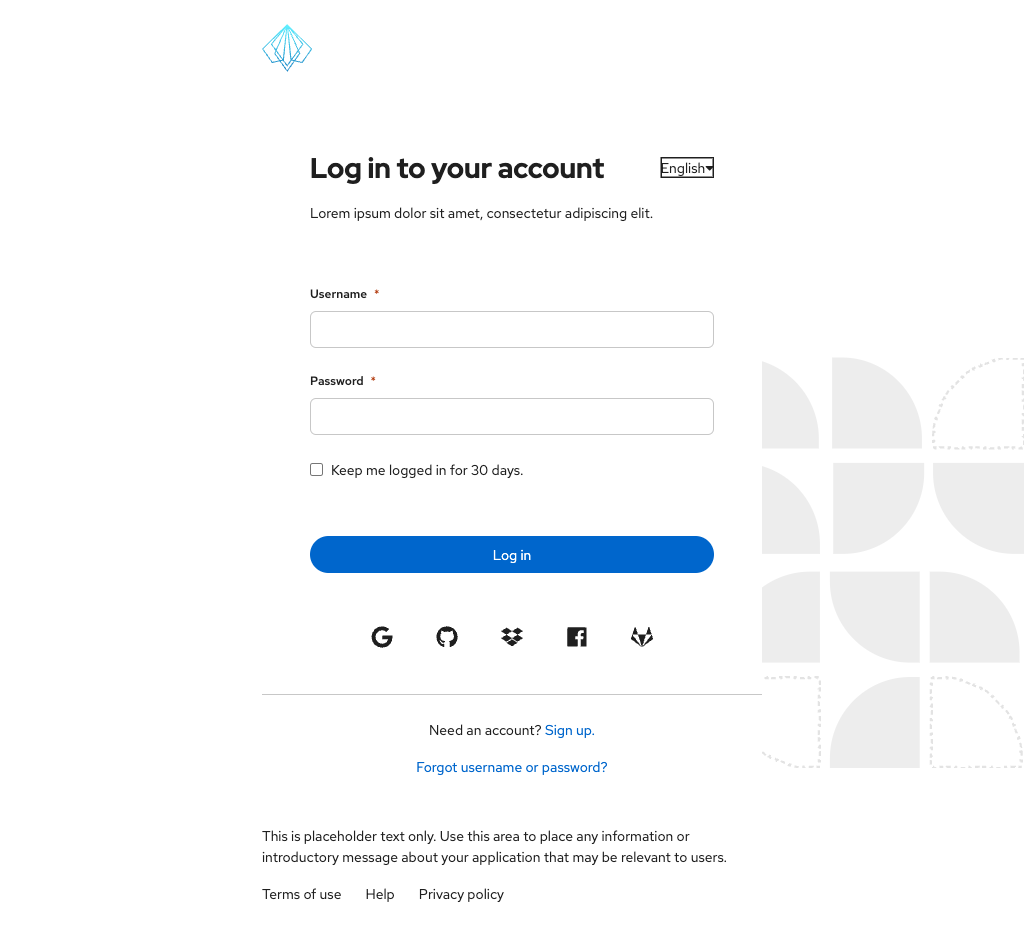 Log in to your account
English
Lorem ipsum dolor sit amet, consectetur adipiscing elit.
Username *
Password *
Keep me logged in for 30 days.
Log in
Need an account? Sign up.
Forgot username or password?
This is placeholder text only. Use this area to place any information or
introductory message about your application that may be relevant to users.
Terms of use Help Privacy policy